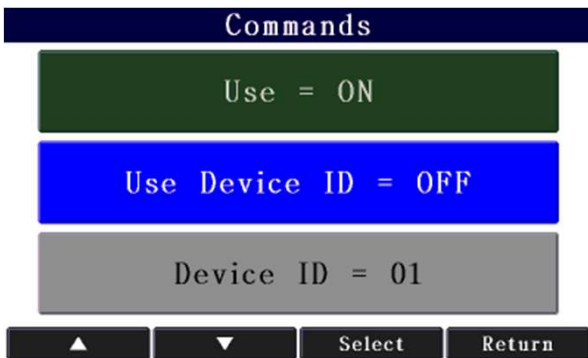 Commands
Use = ON
Use Device ID = OFF
Device ID = 01
▲ ▼ Select Return